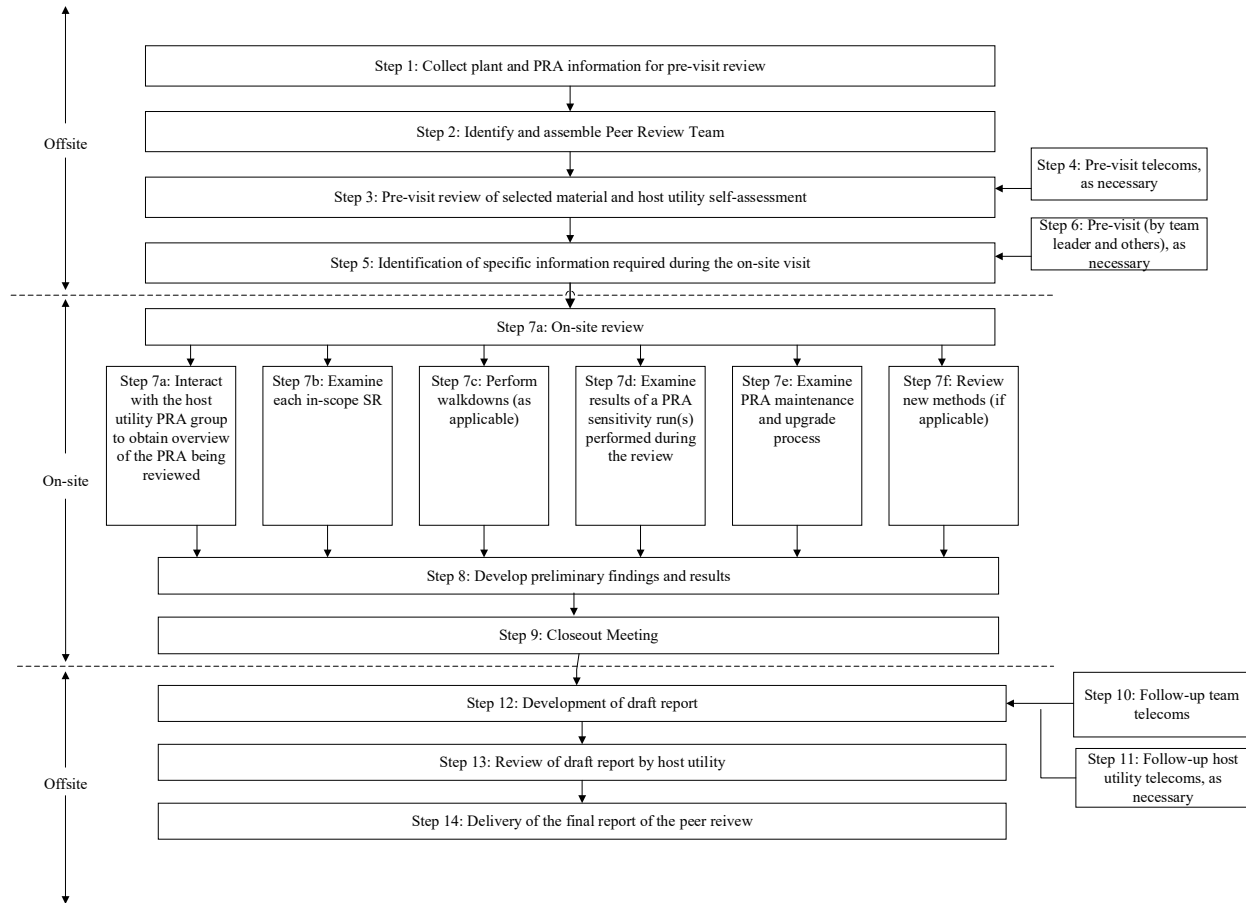 Step 1: Collect plant and PRA information for pre-visit review
Step 2: Identify and assemble Peer Review Team
Offsite
Step 4: Pre-visit telecoms,
as necessary
Step 3: Pre-visit review of selected material and host utility self-assessment
Step 6: Pre-visit (by team
leader and others), as
necessary
Step 5: Identification of specific information required during the on-site visit
Step 7a: On-site review
Step 7a: Interact
with the host
utility PRA group
to obtain overview
of the PRA being
reviewed
Step 7b: Examine
each in-scope SR
Step 7c: Perform
walkdowns (as
applicable)
Step 7d: Examine
results of a PRA
sensitivity run(s)
performed during
the review
Step 7e: Examine
PRA maintenance
and upgrade
process
Step 7f: Review
new methods (if
applicable)
On-site
Step 8: Develop preliminary findings and results
Step 9: Closeout Meeting
Step 12: Development of draft report
Step 10: Follow-up team
telecoms
Step 13: Review of draft report by host utility
Step 11: Follow-up host
utility telecoms, as
necessary
Offsite
Step 14: Delivery of the final report of the peer reivew